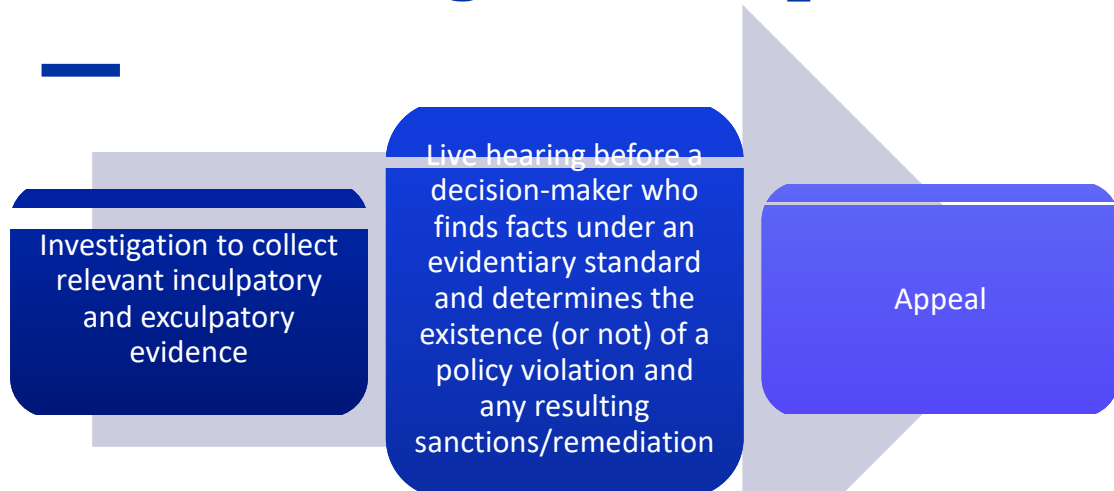 Investigation to collect
relevant inculpatory
and exculpatory
evidence
Live hearing before a
decision-maker who
finds facts under an
evidentiary standard
and determines the
existence (or not) of a
policy violation and
any resulting
sanctions/remediation
Appeal